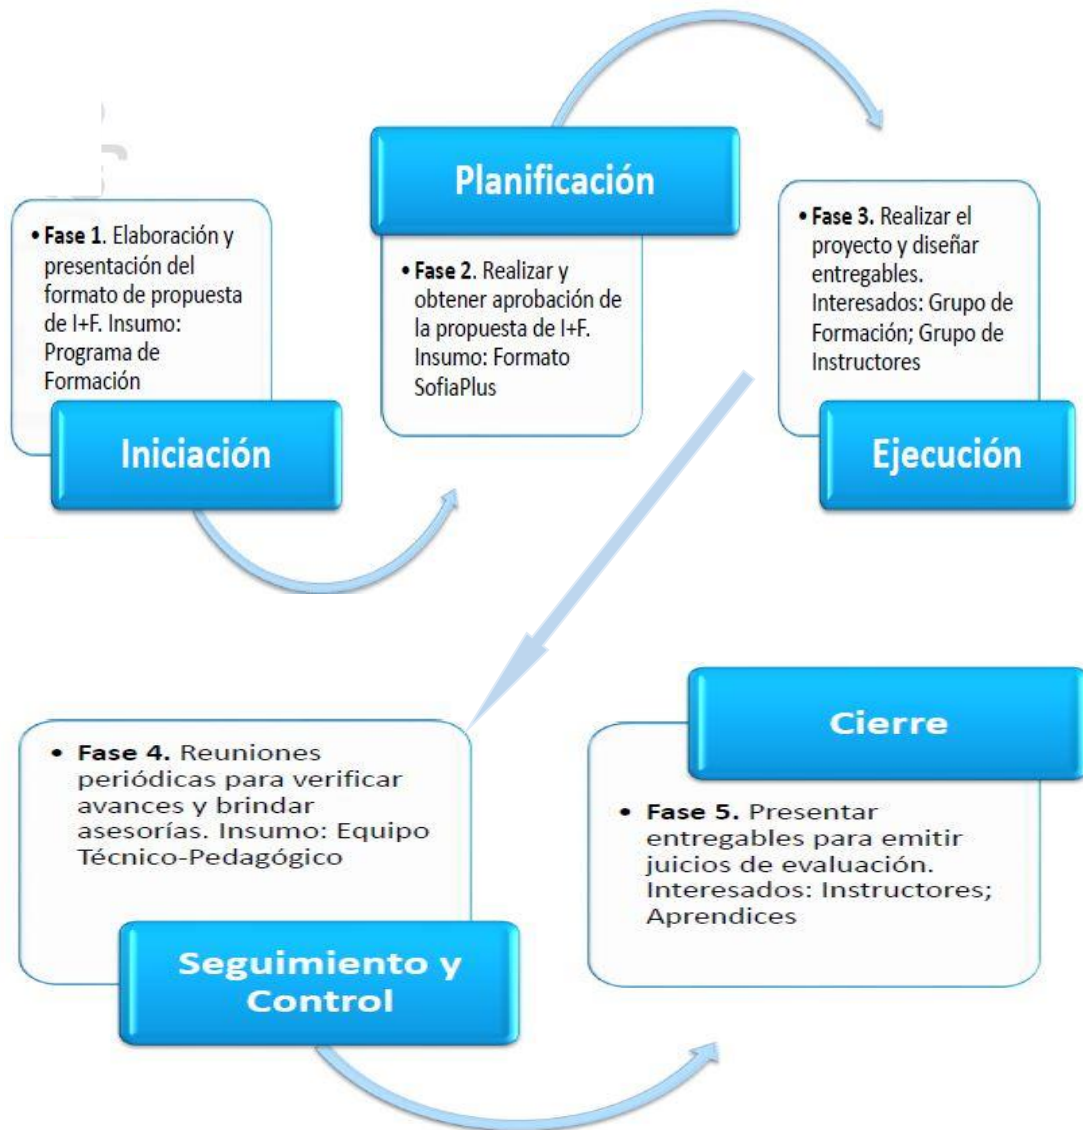 • Fase 1. Elaboración y
presentación del
formato de propuesta
de I+F. Insumo:
Programa de
Formación
Iniciación
Planificación
• Fase 2. Realizar y
obtener aprobación de
la propuesta de I+F.
Insumo: Formato
SofiaPlus
• Fase 3. Realizar el
proyecto y diseñar
entregables.
Interesados: Grupo de
Formación; Grupo de
Instructores
Ejecución
• Fase 4. Reuniones
periódicas para verificar
avances y brindar
asesorías. Insumo: Equipo
Técnico-Pedagógico
Seguimiento y
Control
Cierre
• Fase 5. Presentar
entregables para emitir
juicios de evaluación.
Interesados: Instructores;
Aprendices